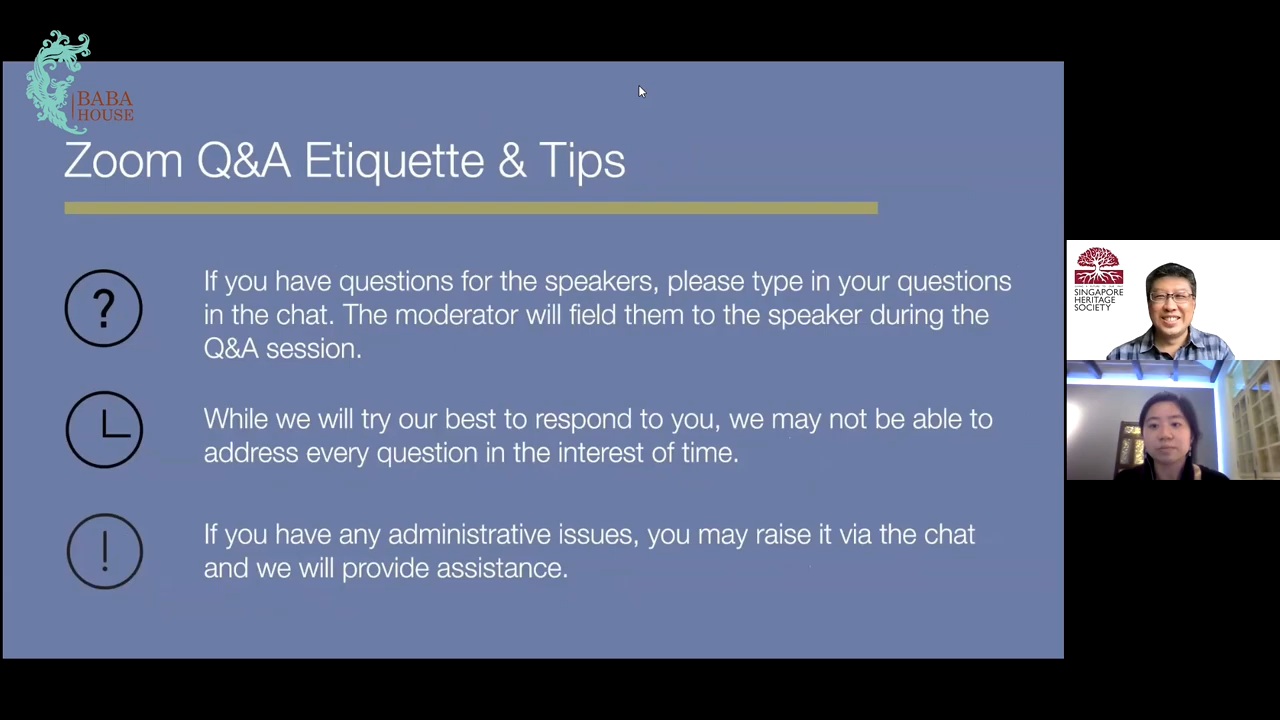 BABA
HOUSE
Zoom Q&A Etiquette & Tips
?
If you have questions for the speakers, please type in your questions
in the chat. The moderator will field them to the speaker during the
Q&A session.
While we will try our best to respond to you, we may not be able to
address every question in the interest of time.
!
If you have any administrative issues, you may raise it via the chat
and we will provide assistance.
SINGAPORE
HERITAGE
SOCIETY